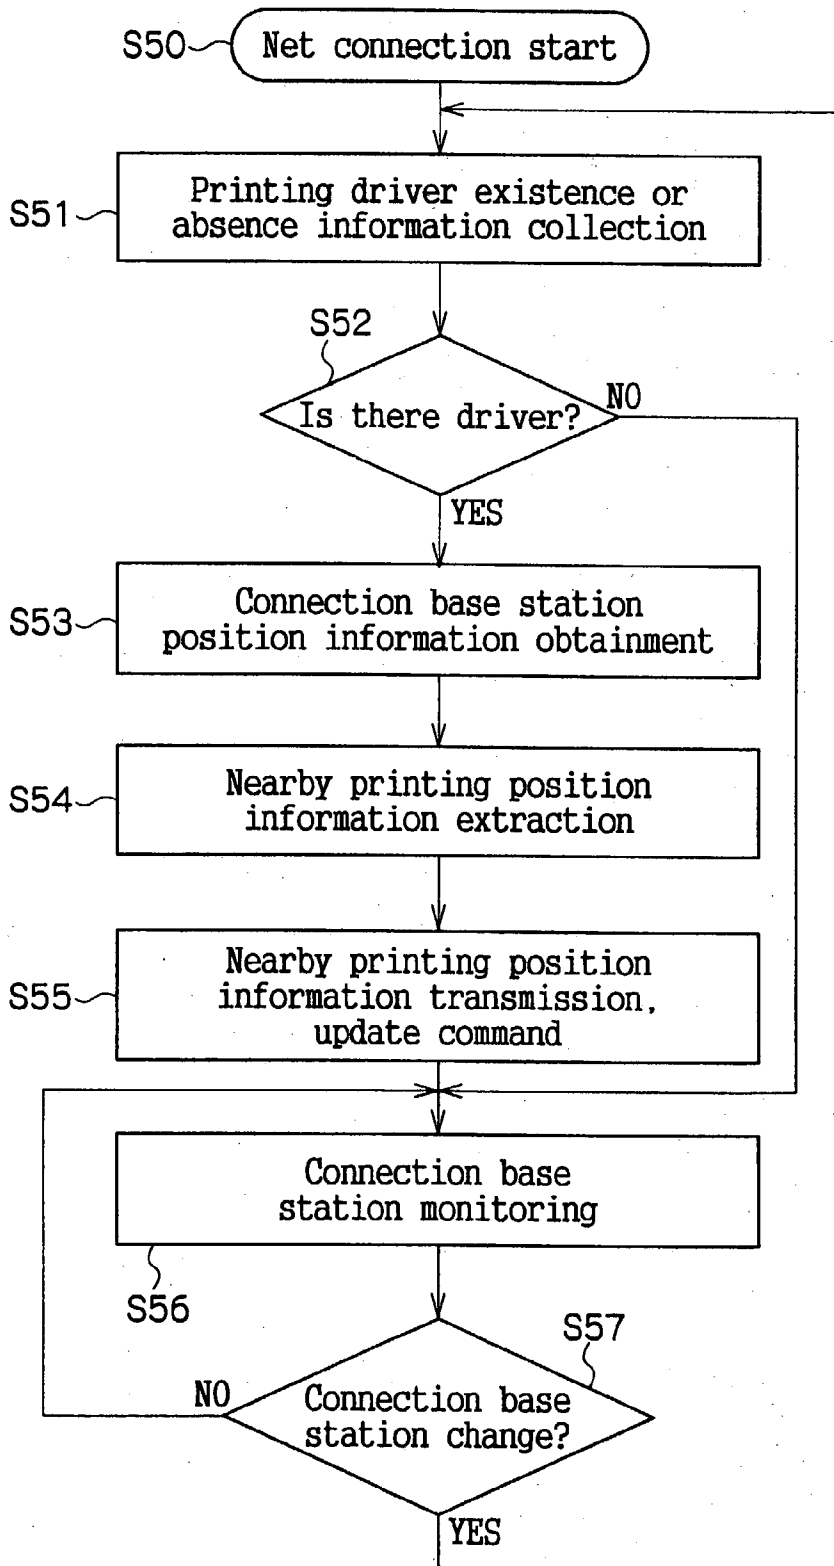 S50
Net connection start
S51
Printing driver existence or
absence information collection
S52
Is there driver?
NO
YES
S53
Connection base station
position information obtainment
S54
Nearby printing position
information extraction
S55
Nearby printing position
information transmission,
update command
Connection base
station monitoring
S56
S57
NO
Connection base
station change?
YES